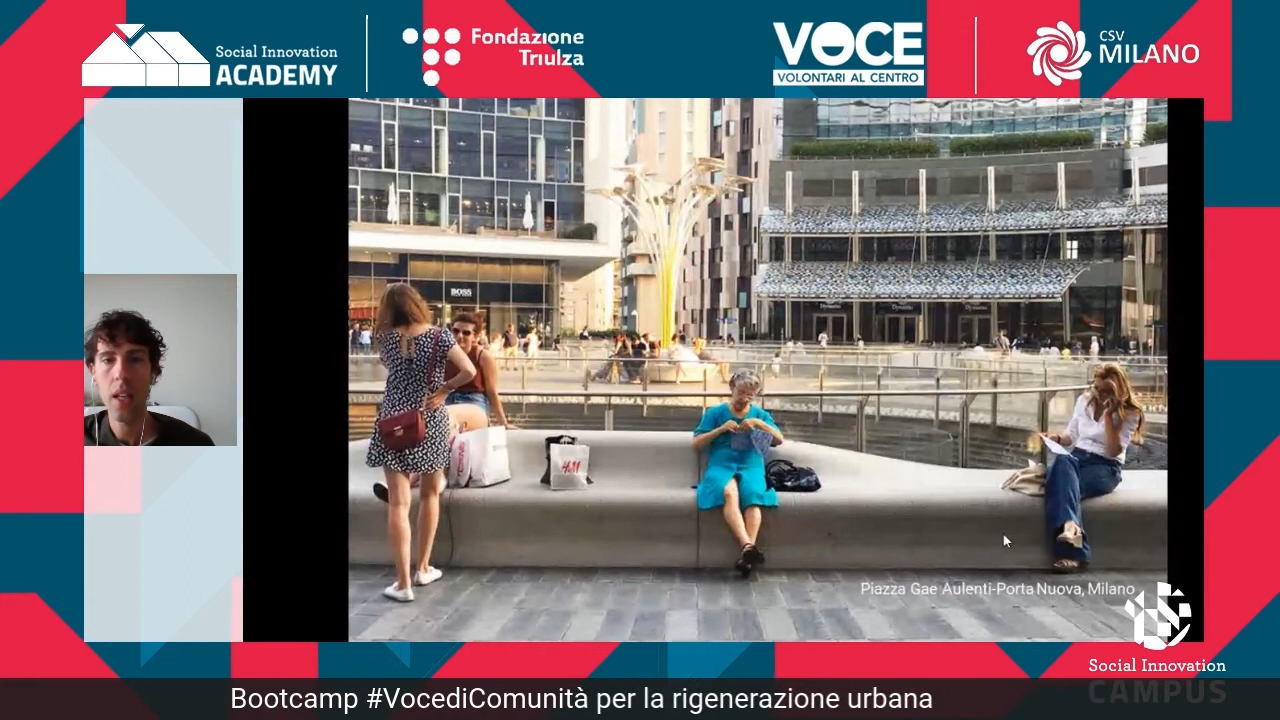 Social Innovation
ACADEMY
Fondazione
Triulza
VOCE
VOLONTARI AL CENTRO
CSV
MILANO
BOSS
H&M
Piazza Gae Aulenti-Porta Nuova, Milano
Social Innovation
CAMPUS
Bootcamp #VocediComunità per la rigenerazione urbana